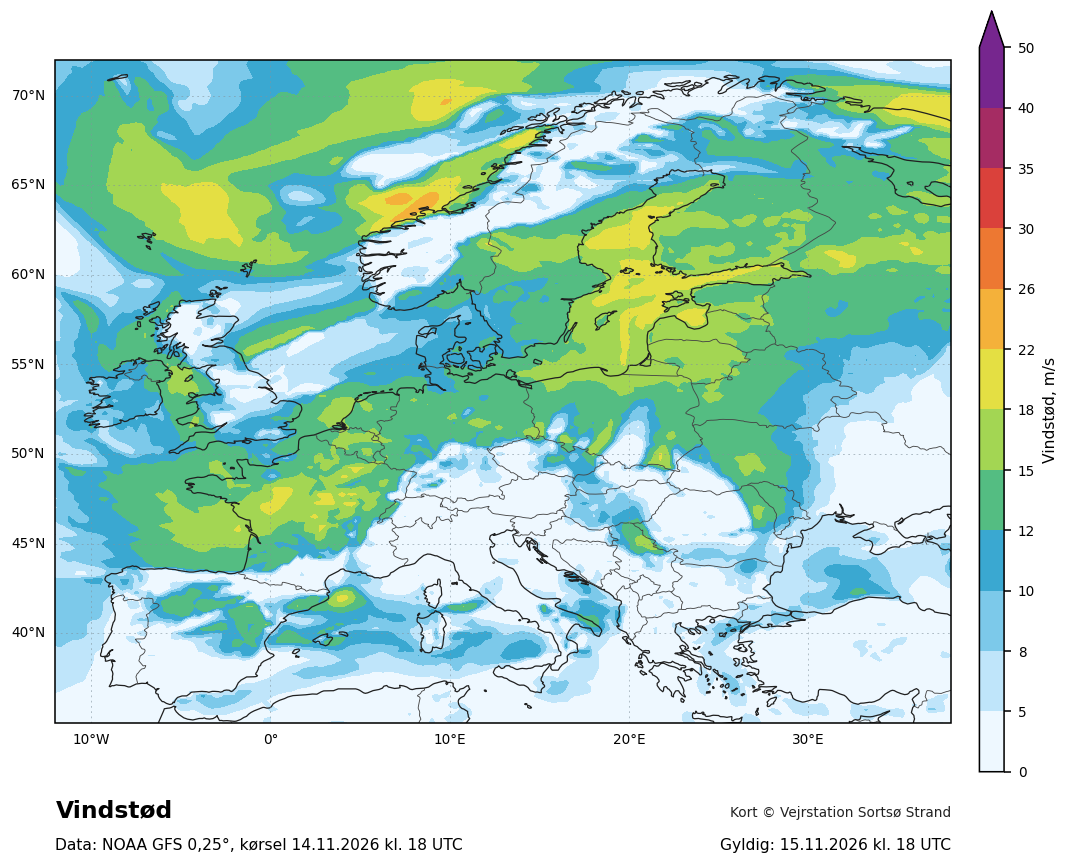 50
40
35
30
26
22
18
15
12
10
8
5
0
Vindstød, m/s
70°N
65°N
60°N
55°N
50°N
45°N
40°N
10°W
0°
10°E
20°E
30°E
Vindstød
Kort © Vejrstation Sortsø Strand
Data: NOAA GFS 0,25°, kørsel 14.11.2026 kl. 18 UTC
Gyldig: 15.11.2026 kl. 18 UTC